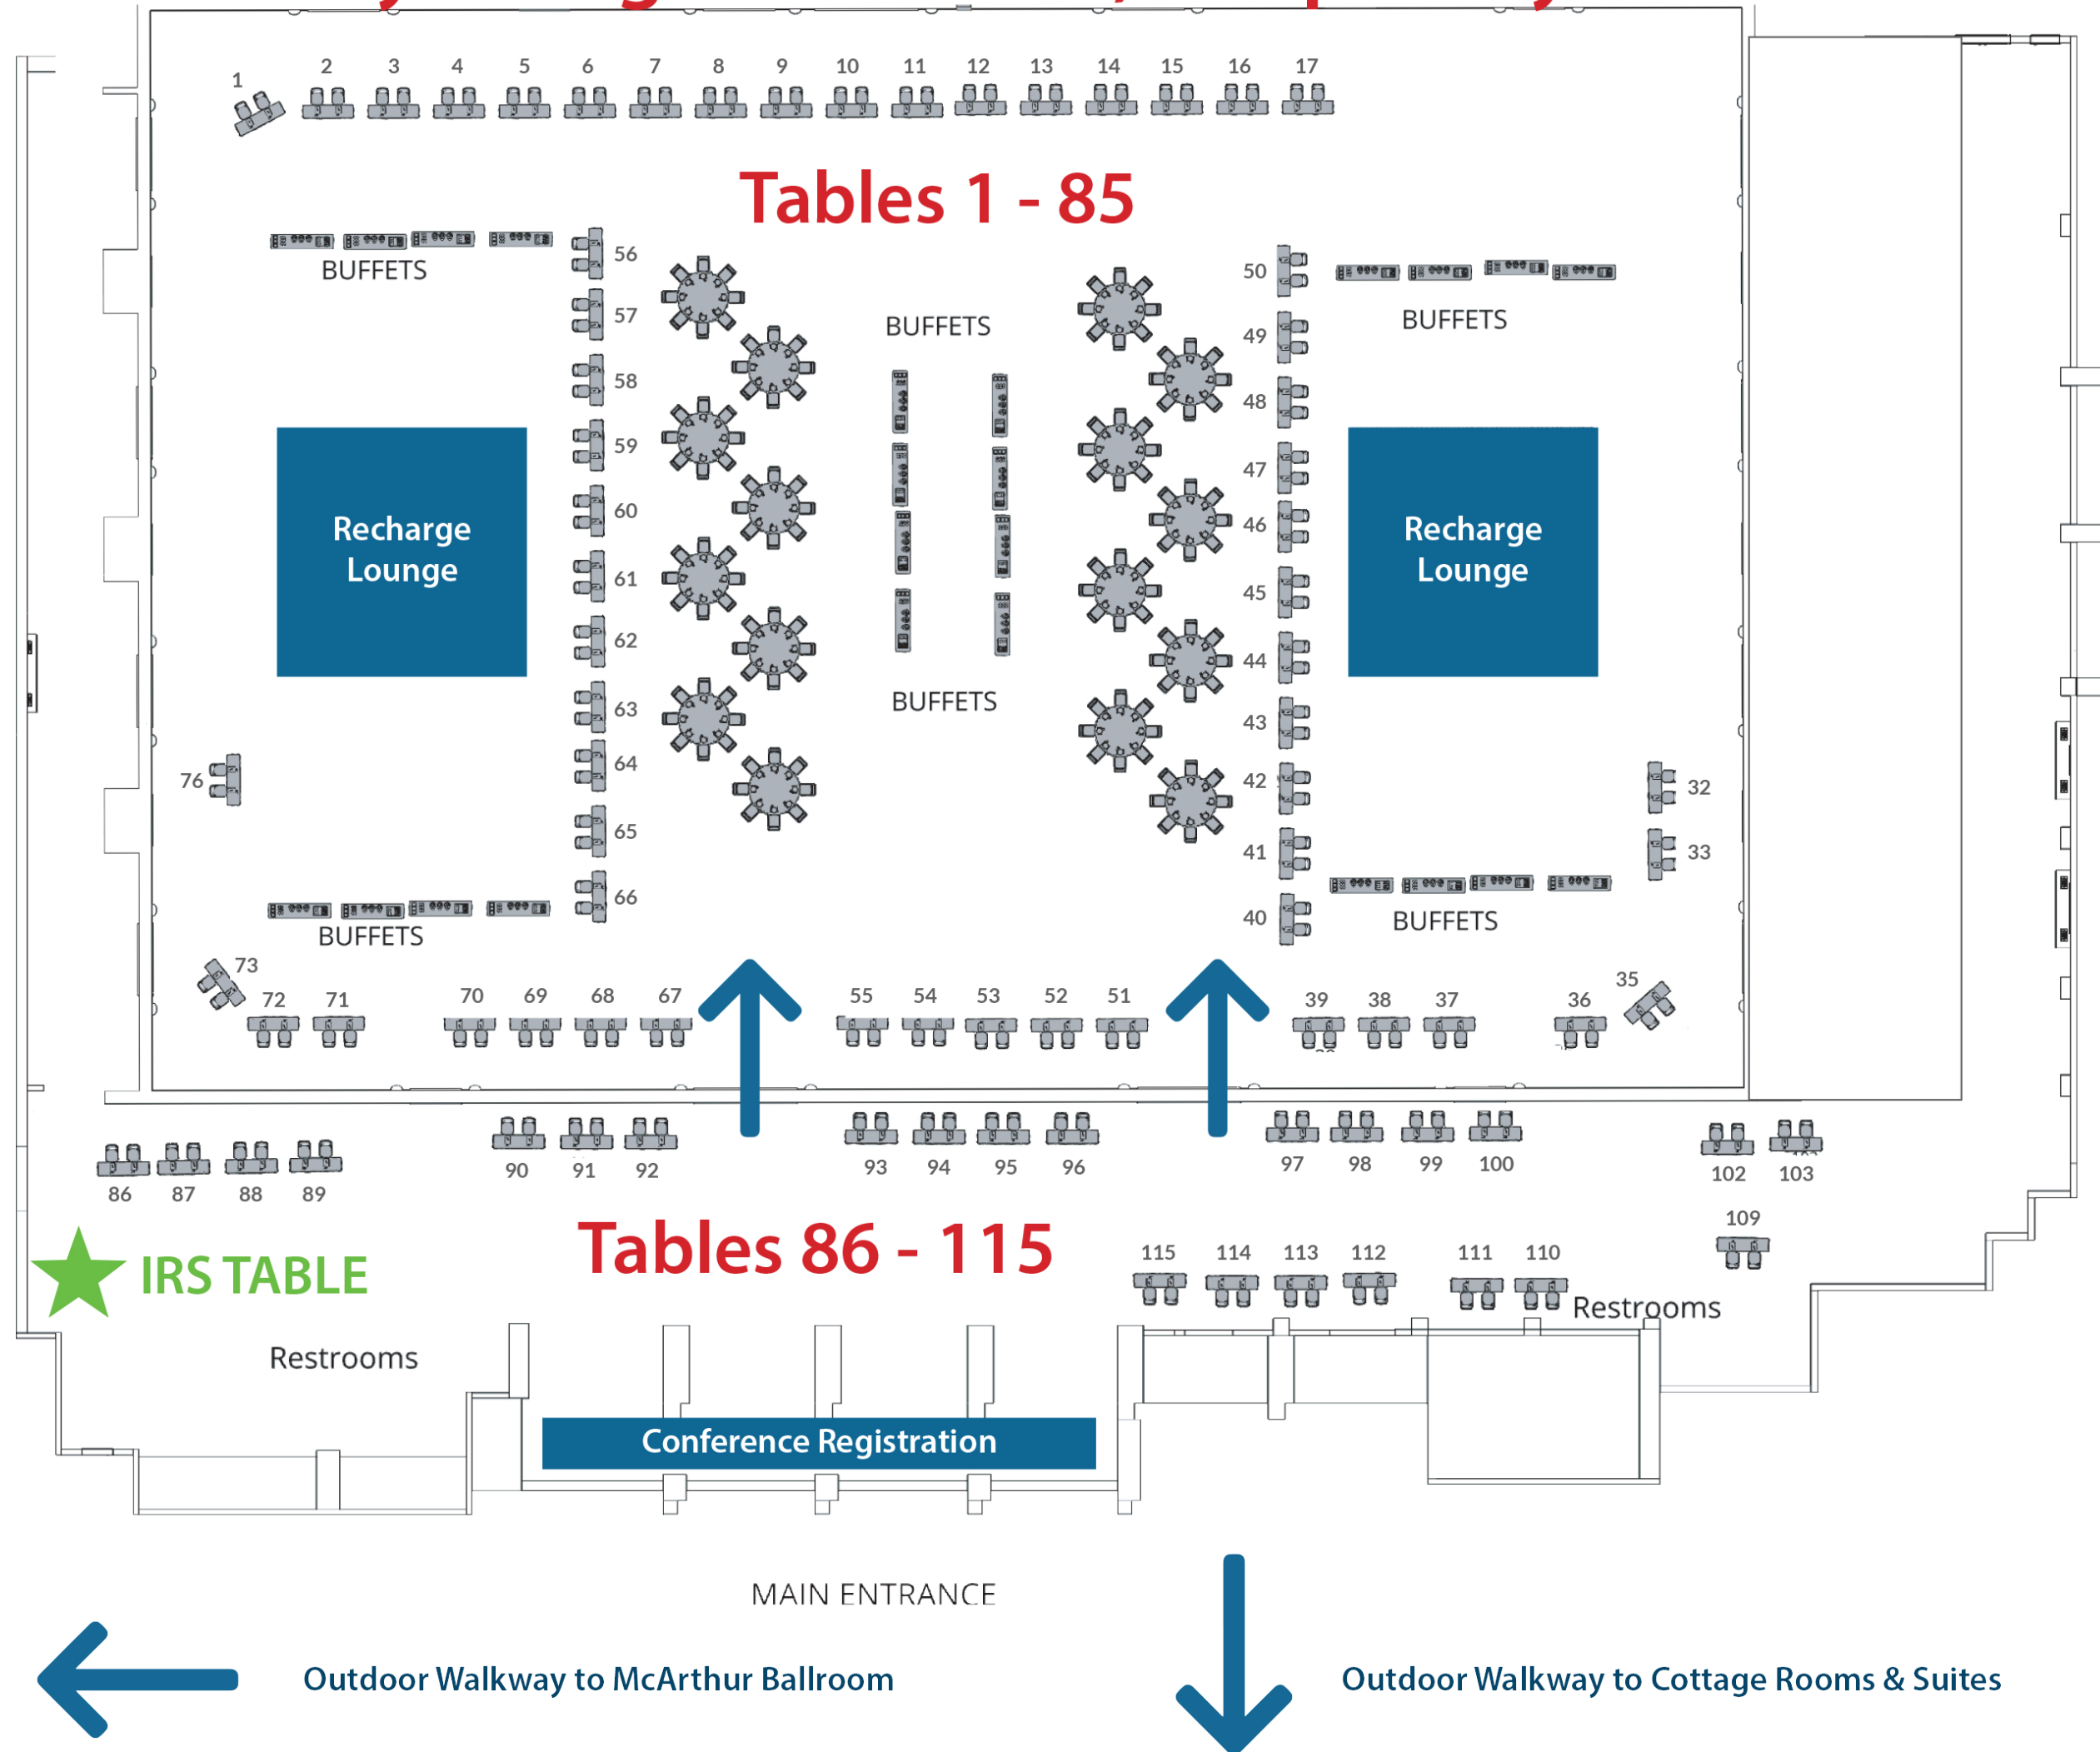 1 2 3 4 5 6 7 8 9 10 11 12 13 14 15 16 17
Tables 1 - 85
BUFFETS
56
57
58
59
60
61
62
63
64
65
66
BUFFETS
BUFFETS
50
49
48
47
46
45
44
43
42
41
40
BUFFETS
Recharge
Lounge
Recharge
Lounge
76
32
33
BUFFETS
BUFFETS
73
72 71 70 69 68 67 55 54 53 52 51 39 38 37 36 35
86 87 88 89 90 91 92 93 94 95 96 97 98 99 100 102 103
109
Tables 86 - 115
115 114 113 112 111 110
IRS TABLE
Restrooms
Restrooms
Conference Registration
MAIN ENTRANCE
Outdoor Walkway to McArthur Ballroom
Outdoor Walkway to Cottage Rooms & Suites